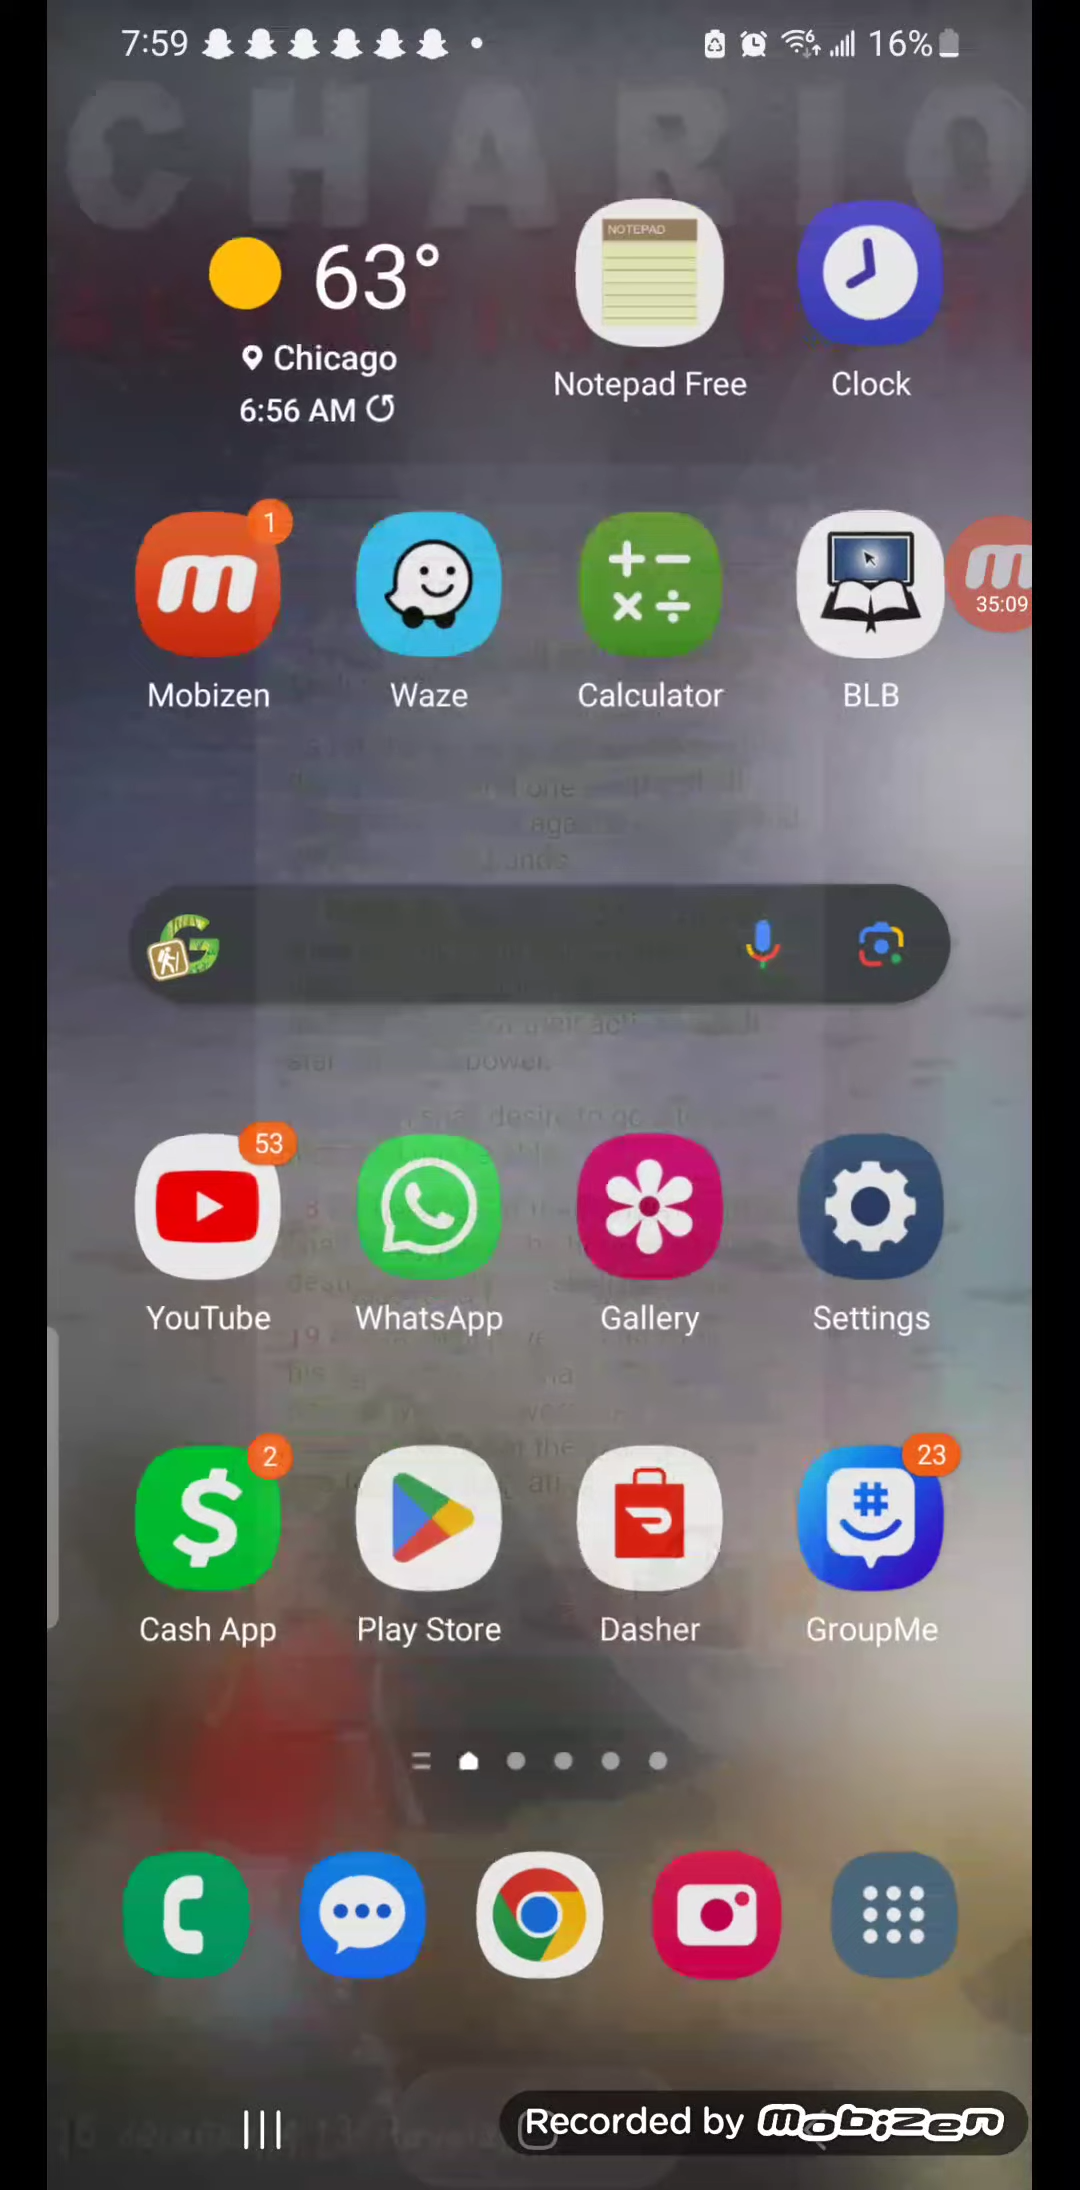 7:59 16%
CHARIO
63°
NOTEPAD
Chicago
6:56 AM
Notepad Free
Clock
1
35:09
Mobizen
Waze
Calculator
BLB
53
YouTube
WhatsApp
Gallery
Settings
2
23
Cash App
Play Store
Dasher
GroupMe
Recorded by mobizen